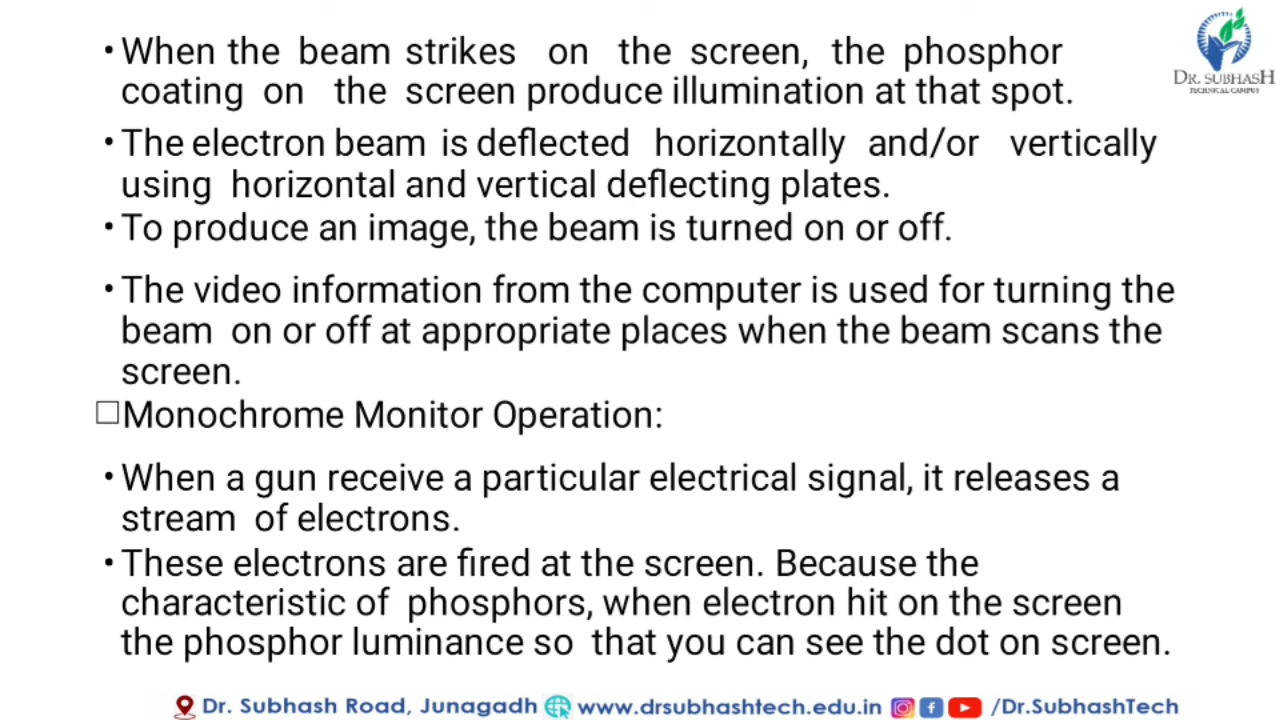 • When the beam strikes on the screen, the phosphor
coating on the screen produce illumination at that spot.
• The electron beam is deflected horizontally and/or vertically
using horizontal and vertical deflecting plates.
• To produce an image, the beam is turned on or off.
• The video information from the computer is used for turning the
beam on or off at appropriate places when the beam scans the
screen.
□Monochrome Monitor Operation:
• When a gun receive a particular electrical signal, it releases a
stream of electrons.
• These electrons are fired at the screen. Because the
characteristic of phosphors, when electron hit on the screen
the phosphor luminance so that you can see the dot on screen.
DR. SUBHASH
TECHNICAL CAMPUS
Dr. Subhash Road, Junagadh www.drsubhashtech.edu.in /Dr.SubhashTech